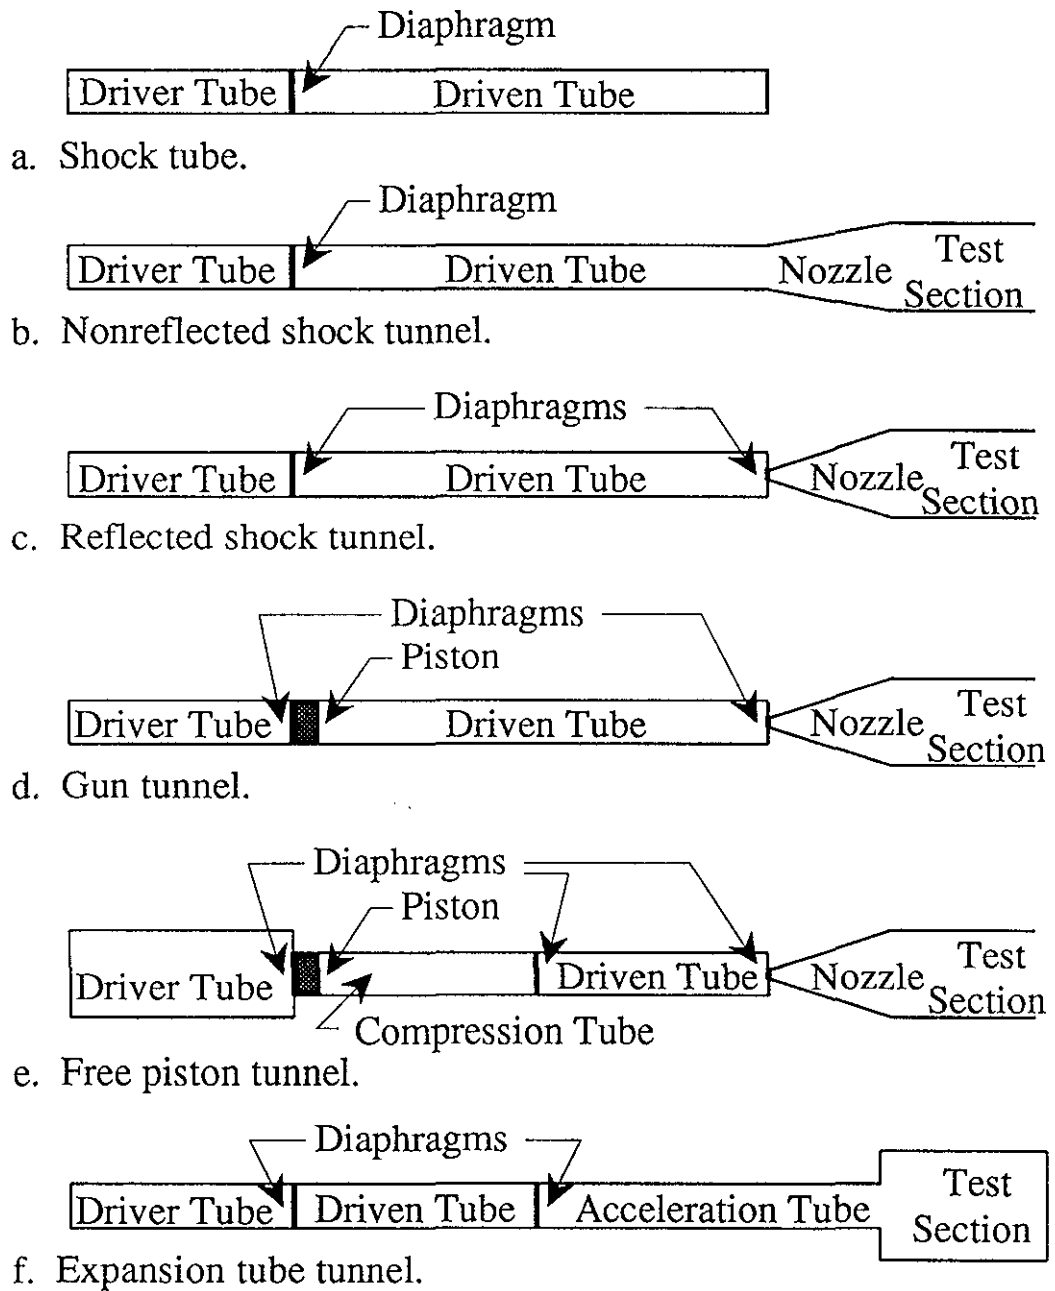 Diaphragm
Driver Tube
Driven Tube
a. Shock tube.
Diaphragm
Driver Tube
Driven Tube
Nozzle
Test
Section
b. Nonreflected shock tunnel.
Diaphragms
Driver Tube
Driven Tube
Nozzle
Test
Section
c. Reflected shock tunnel.
Diaphragms
Piston
Driver Tube
Driven Tube
Nozzle
Test
Section
d. Gun tunnel.
Diaphragms
Piston
Driver Tube
Driven Tube
Nozzle
Test
Section
Compression Tube
e. Free piston tunnel.
Diaphragms
Driver Tube
Driven Tube
Acceleration Tube
Test
Section
f. Expansion tube tunnel.